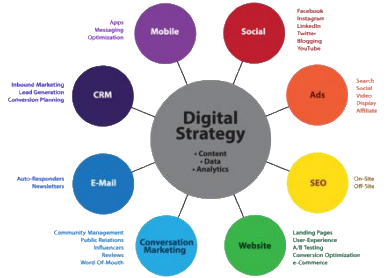 Apps
Messaging
Optimization
Mobile
Social
Facebook
Instagram
LinkedIn
Twitter
Blogging
YouTube
Inbound Marketing
Lead Generation
Conversion Planning
CRM
Digital
Strategy
• Content
• Data
• Analytics
Ads
Search
Social
Video
Display
Affiliate
Auto-Responders
Newsletters
E-Mail
SEO
On-Site
Off-Site
Community Management
Public Relations
Influencers
Reviews
Word-Of-Mouth
Conversation
Marketing
Website
Landing Pages
User-Experience
A/B Testing
Conversion Optimization
e-Commerce